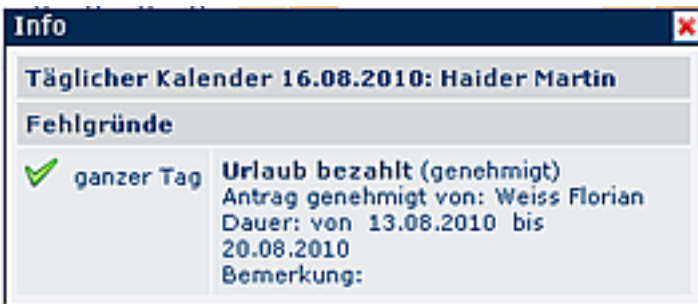 Info
Täglicher Kalender 16.08.2010: Haider Martin
Fehlgründe
ganzer Tag
Urlaub bezahlt (genehmigt)
Antrag genehmigt von: Weiss Florian
Dauer: von 13.08.2010 bis
20.08.2010
Bemerkung: